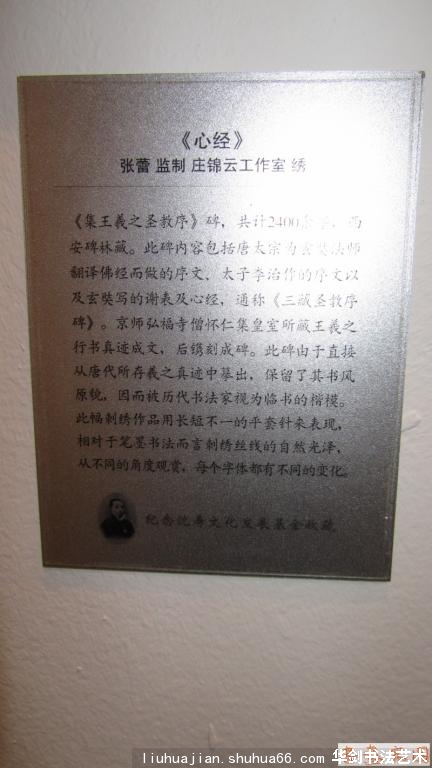 《心经》
张蕾 监制 庄锦云工作室 绣
《集王羲之圣教序》碑，共计2400余字，西
安碑林藏。此碑内容包括唐太宗为玄奘法师
翻译佛经而做的序文、太子李治作的序文以
及玄奘写的谢表及心经，通称《三藏圣教序
碑》。京师弘福寺僧怀仁集皇室所藏王羲之
行书真迹成文，后镌刻成碑。此碑由于直接
从唐代所存羲之真迹中摹出，保留了其书风
原貌，因而被历代书法家视为临书的楷模。
此幅刺绣作品用长短不一的平套针来表现，
相对于笔墨书法而言刺绣丝线的自然光泽，
从不同的角度观赏，每个字体都有不同的变化。
纪念沈寿文化发展基金收藏
liuhuajian.shuhua66.com 华剑书法艺术